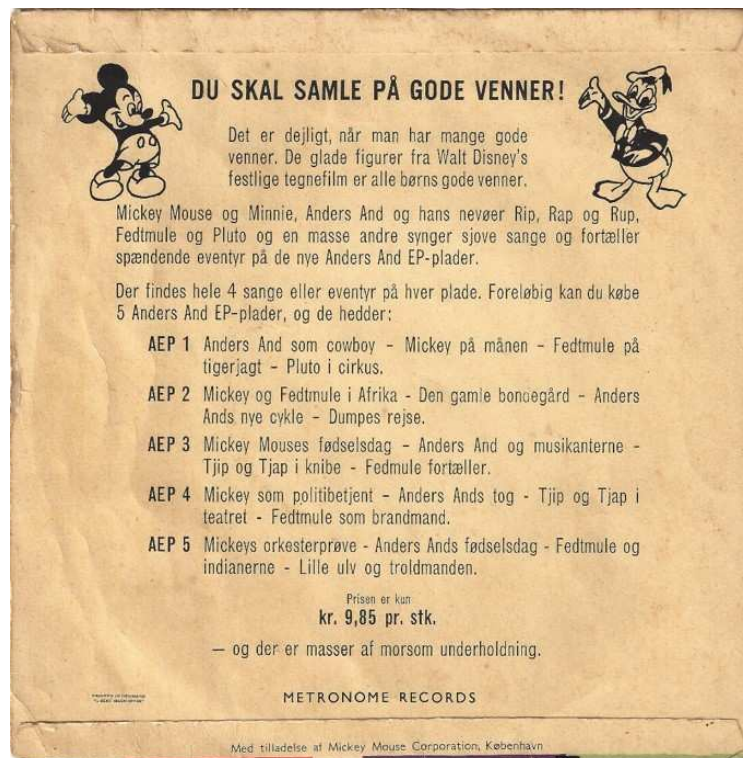 DU SKAL SAMLE PÅ GODE VENNER!
Det er dejligt, når man har mange gode
venner. De glade figurer fra Walt Disney's
festlige tegnefilm er alle børns gode venner.
Mickey Mouse og Minnie, Anders And og hans nevøer Rip, Rap og Rup,
Fedtmule og Pluto og en masse andre synger sjove sange og fortæller
spændende eventyr på de nye Anders And EP-plader.
Der findes hele 4 sange eller eventyr på hver plade. Foreløbig kan du købe
5 Anders And EP-plader, og de hedder:
AEP 1 Anders And som cowboy – Mickey på månen – Fedtmule på
tigerjagt – Pluto i cirkus.
AEP 2 Mickey og Fedtmule i Afrika - Den gamle bondegård – Anders
Ands nye cykle – Dumpes rejse.
AEP 3 Mickey Mouses fødselsdag – Anders And og musikanterne –
Tjip og Tjap i knibe - Fedmule fortæller.
AEP 4 Mickey som politibetjent – Anders Ands tog - Tjip og Tjap i
teatret - Fedtmule som brandmand.
AEP 5 Mickeys orkesterprøve - Anders Ands fødselsdag - Fedtmule og
indianerne - Lille ulv og troldmanden.
Prisen er kun
kr. 9,85 pr. stk.
— og der er masser af morsom underholdning.
METRONOME RECORDS
Med tilladelse af Mickey Mouse Corporation, København